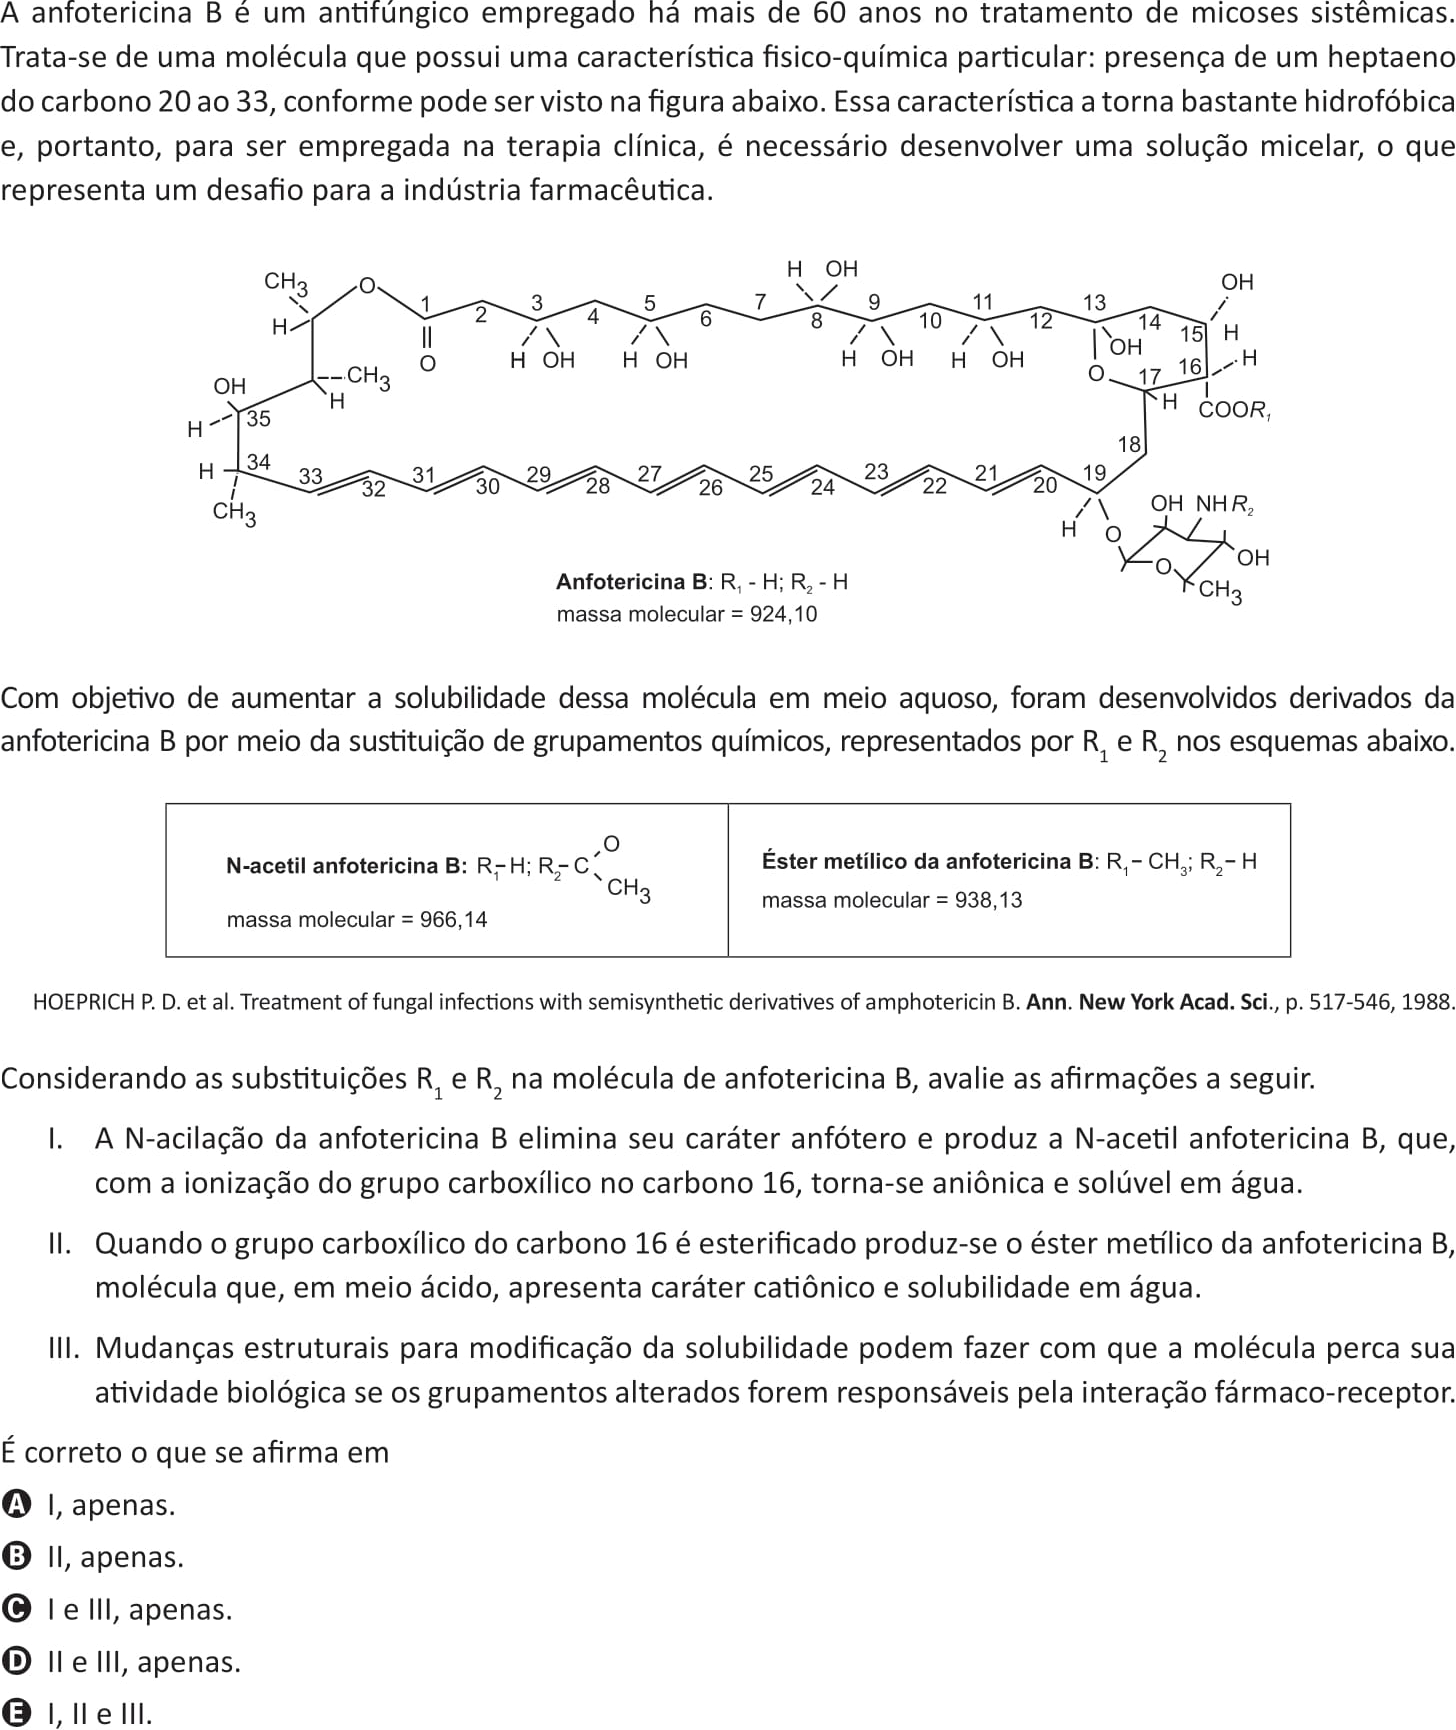 A anfotericina B é um antifúngico empregado há mais de 60 anos no tratamento de micoses sistêmicas.
Trata-se de uma molécula que possui uma característica fisico-química particular: presença de um heptaeno
do carbono 20 ao 33, conforme pode ser visto na figura abaixo. Essa característica a torna bastante hidrofóbica
e, portanto, para ser empregada na terapia clínica, é necessário desenvolver uma solução micelar, o que
representa um desafio para a indústria farmacêutica.
H OH
CH3 O OH
1 3 5 7 9 11 13
H 2 4 6 8 10 12 14 15 H
O H OH H OH H OH H OH OH
CH3 O 17 16 H
OH H H COOR1
H 35
18
H 34 33 31 29 27 25 23 21 19
32 30 28 26 24 22 20
CH3 OH NHR2
H O
O OH
CH3
Anfotericina B: R1 - H; R2 - H
massa molecular = 924,10
Com objetivo de aumentar a solubilidade dessa molécula em meio aquoso, foram desenvolvidos derivados da
anfotericina B por meio da sustituição de grupamentos químicos, representados por R1 e R2 nos esquemas abaixo.
O
N-acetil anfotericina B: R1- H; R2- C
CH3
massa molecular = 966,14
Éster metílico da anfotericina B: R1- CH3; R2- H
massa molecular = 938,13
HOEPRICH P. D. et al. Treatment of fungal infections with semisynthetic derivatives of amphotericin B. Ann. New York Acad. Sci., p. 517-546, 1988.
Considerando as substituições R1 e R2 na molécula de anfotericina B, avalie as afirmações a seguir.
I. A N-acilação da anfotericina B elimina seu caráter anfótero e produz a N-acetil anfotericina B, que,
com a ionização do grupo carboxílico no carbono 16, torna-se aniônica e solúvel em água.
II. Quando o grupo carboxílico do carbono 16 é esterificado produz-se o éster metílico da anfotericina B,
molécula que, em meio ácido, apresenta caráter catiônico e solubilidade em água.
III. Mudanças estruturais para modificação da solubilidade podem fazer com que a molécula perca sua
atividade biológica se os grupamentos alterados forem responsáveis pela interação fármaco-receptor.
É correto o que se afirma em
A I, apenas.
B II, apenas.
C I e III, apenas.
D II e III, apenas.
E I, II e III.